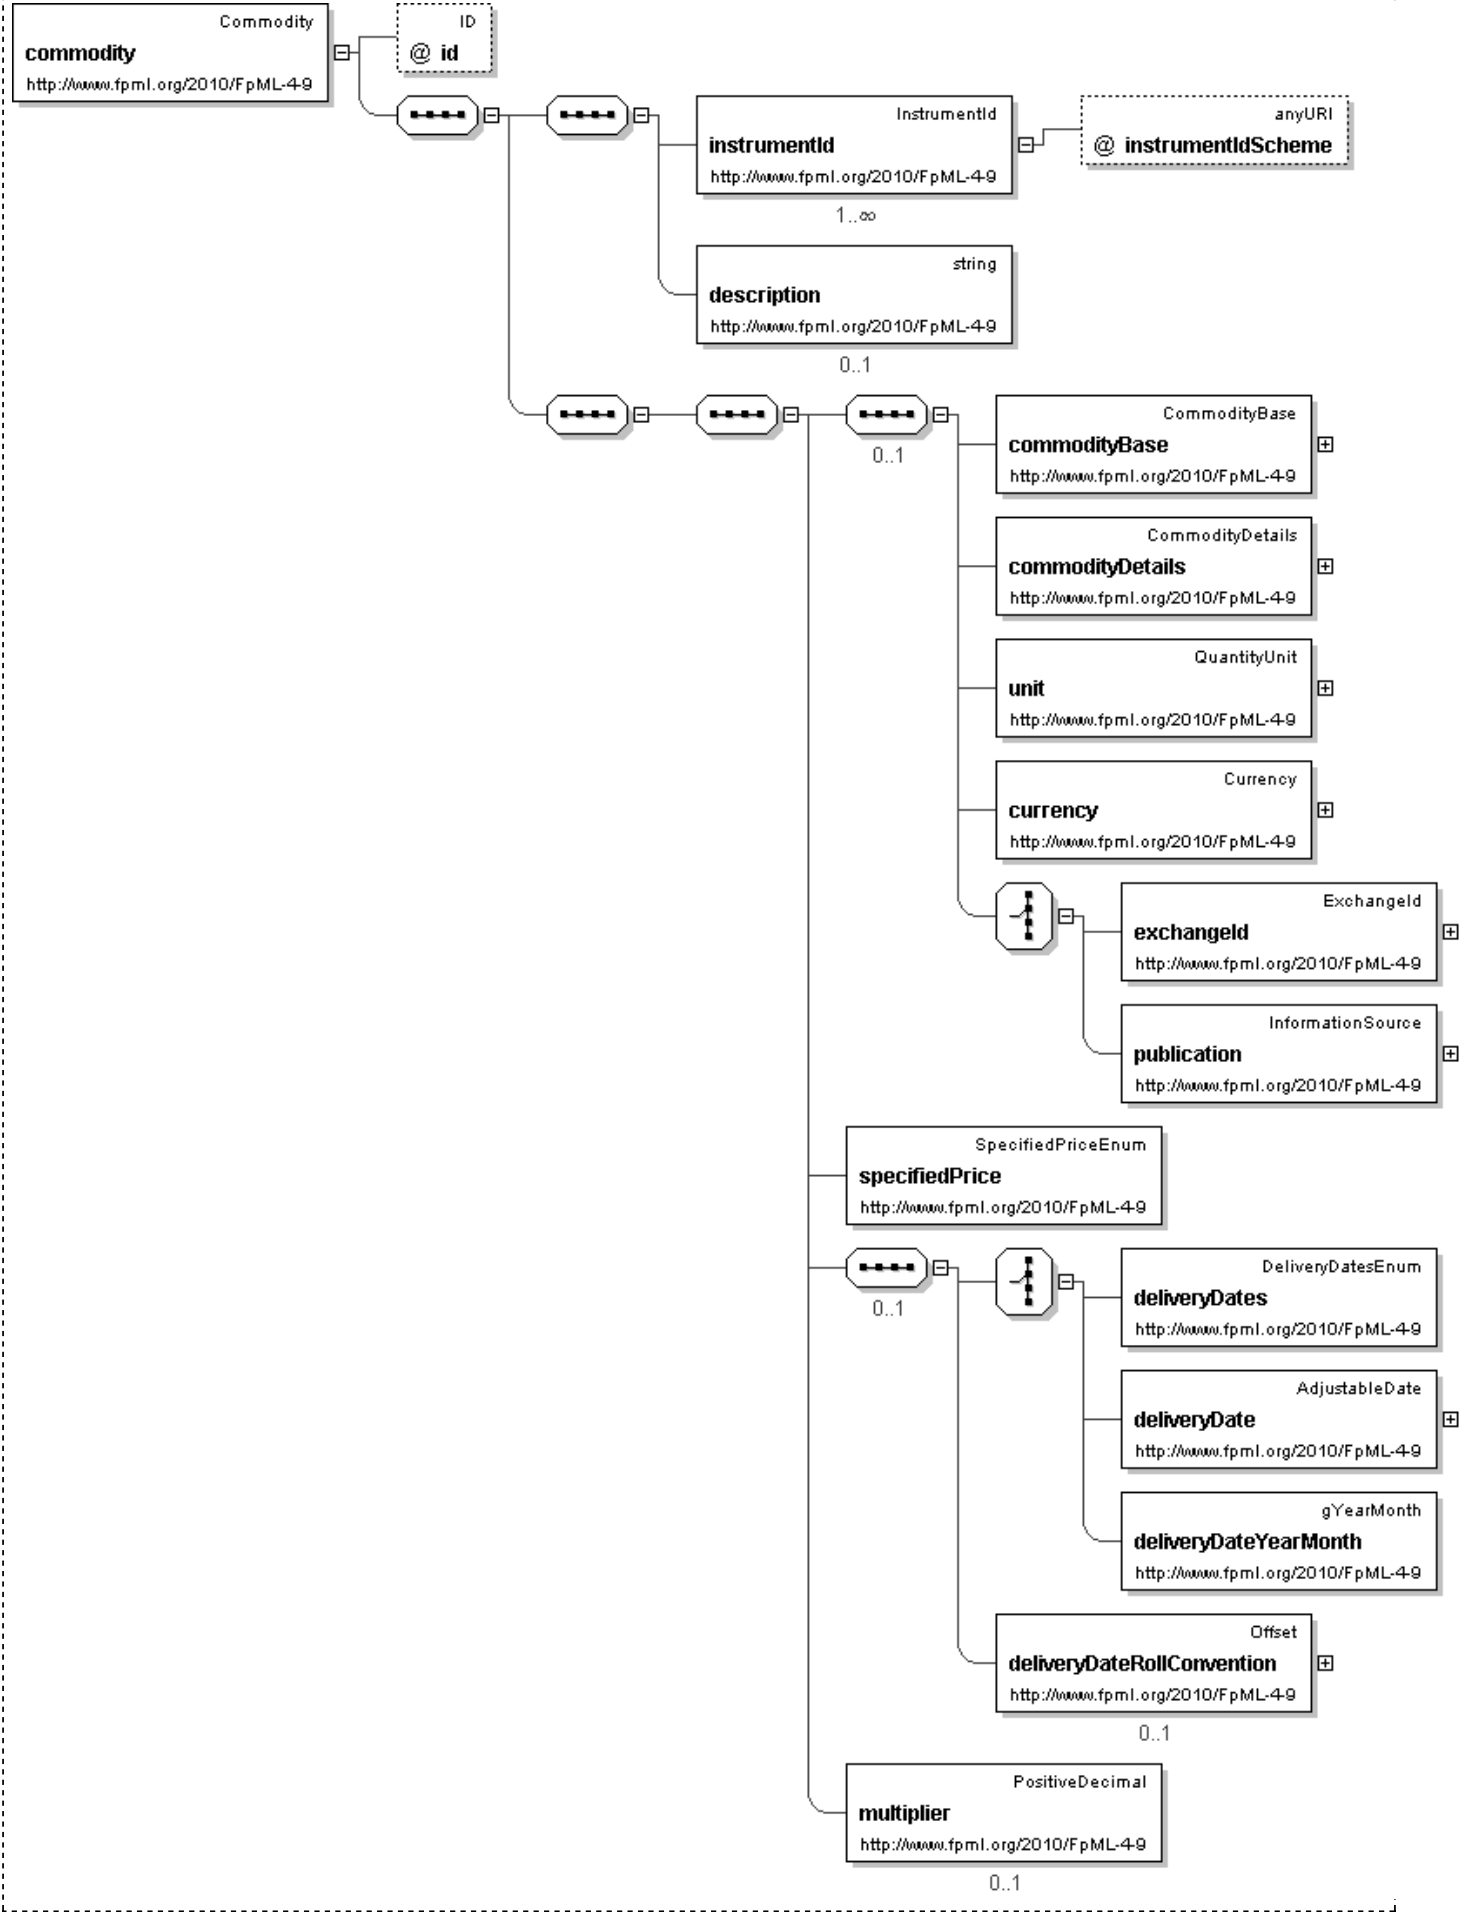 Commodity
commodity
http://www.fpml.org/2010/FpML-4-9
ID
@ id
InstrumentId
instrumentId
http://www.fpml.org/2010/FpML-4-9
1..∞
anyURI
@ instrumentIdScheme
string
description
http://www.fpml.org/2010/FpML-4-9
0..1
0..1
CommodityBase
commodityBase
http://www.fpml.org/2010/FpML-4-9
CommodityDetails
commodityDetails
http://www.fpml.org/2010/FpML-4-9
QuantityUnit
unit
http://www.fpml.org/2010/FpML-4-9
Currency
currency
http://www.fpml.org/2010/FpML-4-9
ExchangeId
exchangeId
http://www.fpml.org/2010/FpML-4-9
InformationSource
publication
http://www.fpml.org/2010/FpML-4-9
SpecifiedPriceEnum
specifiedPrice
http://www.fpml.org/2010/FpML-4-9
0..1
DeliveryDatesEnum
deliveryDates
http://www.fpml.org/2010/FpML-4-9
AdjustableDate
deliveryDate
http://www.fpml.org/2010/FpML-4-9
gYearMonth
deliveryDateYearMonth
http://www.fpml.org/2010/FpML-4-9
Offset
deliveryDateRollConvention
http://www.fpml.org/2010/FpML-4-9
0..1
PositiveDecimal
multiplier
http://www.fpml.org/2010/FpML-4-9
0..1